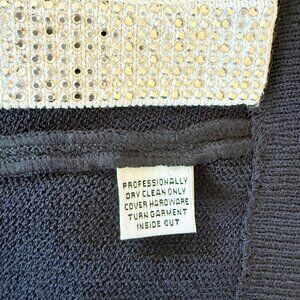 PROFESSIONALLY
DRY CLEAN ONLY
COVER HARDWARE
TURN GARMENT
INSIDE OUT